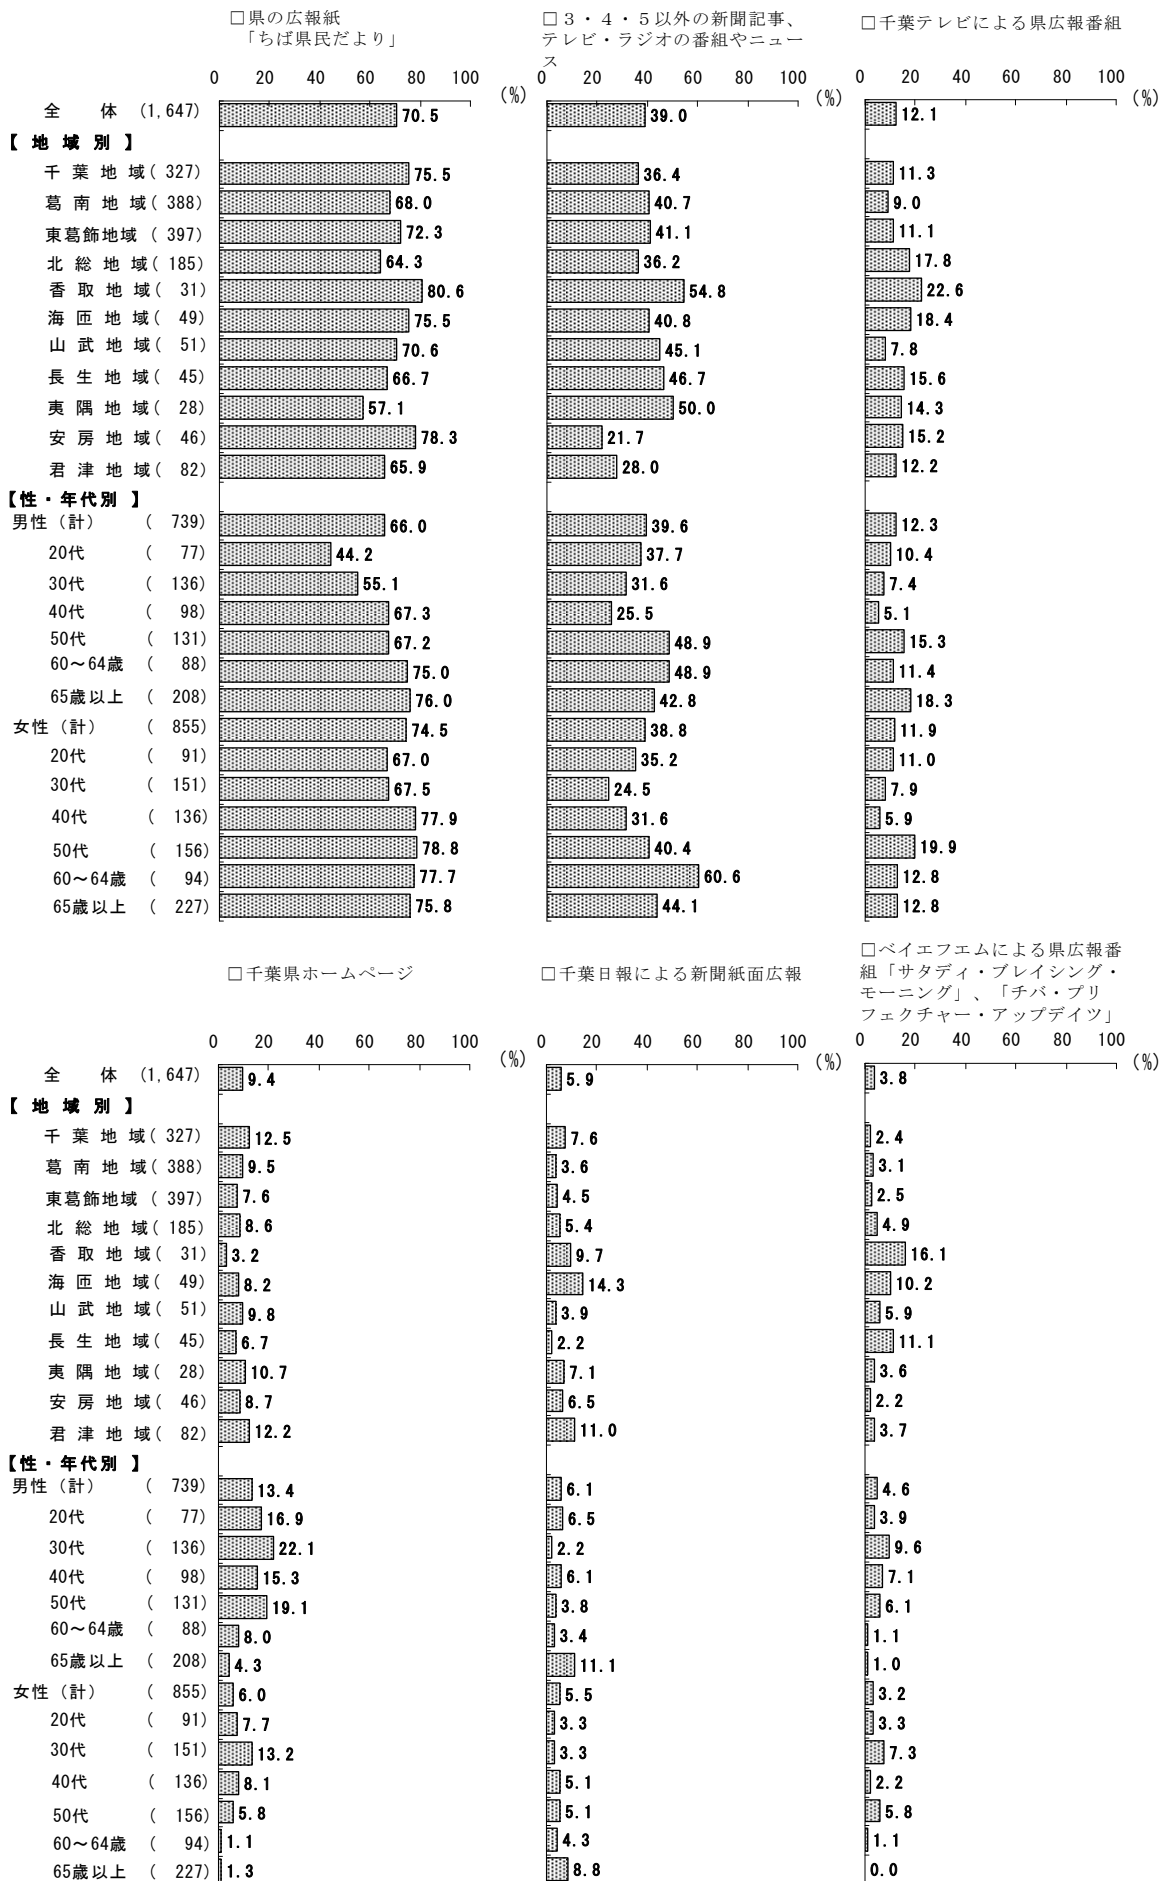 □県の広報紙
「ちば県民だより」
□３・４・５以外の新聞記事、
テレビ・ラジオの番組やニュー
ス
□千葉テレビによる県広報番組
0 20 40 60 80 100 (%) 0 20 40 60 80 100 (%) 0 20 40 60 80 100 (%)
全　　体 (1,647) 70.5 39.0 12.1
【 地 域 別 】
千 葉 地 域( 327) 75.5 36.4 11.3
葛 南 地 域( 388) 68.0 40.7 9.0
東葛飾地域 ( 397) 72.3 41.1 11.1
北 総 地 域( 185) 64.3 36.2 17.8
香 取 地 域( 31) 80.6 54.8 22.6
海 匝 地 域( 49) 75.5 40.8 18.4
山 武 地 域( 51) 70.6 45.1 7.8
長 生 地 域( 45) 66.7 46.7 15.6
夷 隅 地 域( 28) 57.1 50.0 14.3
安 房 地 域( 46) 78.3 21.7 15.2
君 津 地 域( 82) 65.9 28.0 12.2
【性・年代別 】
男性（計） ( 739) 66.0 39.6 12.3
20代 ( 77) 44.2 37.7 10.4
30代 ( 136) 55.1 31.6 7.4
40代 ( 98) 67.3 25.5 5.1
50代 ( 131) 67.2 48.9 15.3
60～64歳 ( 88) 75.0 48.9 11.4
65歳以上 ( 208) 76.0 42.8 18.3
女性（計） ( 855) 74.5 38.8 11.9
20代 ( 91) 67.0 35.2 11.0
30代 ( 151) 67.5 24.5 7.9
40代 ( 136) 77.9 31.6 5.9
50代 ( 156) 78.8 40.4 19.9
60～64歳 ( 94) 77.7 60.6 12.8
65歳以上 ( 227) 75.8 44.1 12.8
□千葉県ホームページ
□千葉日報による新聞紙面広報
□ベイエフエムによる県広報番
組「サタデイ・ブレイシング・
モーニング」、「チバ・プリ
フェクチャー・アップデイツ」
0 20 40 60 80 100 (%) 0 20 40 60 80 100 (%) 0 20 40 60 80 100 (%)
全　　体 (1,647) 9.4 5.9 3.8
【 地 域 別 】
千 葉 地 域( 327) 12.5 7.6 2.4
葛 南 地 域( 388) 9.5 3.6 3.1
東葛飾地域 ( 397) 7.6 4.5 2.5
北 総 地 域( 185) 8.6 5.4 4.9
香 取 地 域( 31) 3.2 9.7 16.1
海 匝 地 域( 49) 8.2 14.3 10.2
山 武 地 域( 51) 9.8 3.9 5.9
長 生 地 域( 45) 6.7 2.2 11.1
夷 隅 地 域( 28) 10.7 7.1 3.6
安 房 地 域( 46) 8.7 6.5 2.2
君 津 地 域( 82) 12.2 11.0 3.7
【性・年代別 】
男性（計） ( 739) 13.4 6.1 4.6
20代 ( 77) 16.9 6.5 3.9
30代 ( 136) 22.1 2.2 9.6
40代 ( 98) 15.3 6.1 7.1
50代 ( 131) 19.1 3.8 6.1
60～64歳 ( 88) 8.0 3.4 1.1
65歳以上 ( 208) 4.3 11.1 1.0
女性（計） ( 855) 6.0 5.5 3.2
20代 ( 91) 7.7 3.3 3.3
30代 ( 151) 13.2 3.3 7.3
40代 ( 136) 8.1 5.1 2.2
50代 ( 156) 5.8 5.1 5.8
60～64歳 ( 94) 1.1 4.3 1.1
65歳以上 ( 227) 1.3 8.8 0.0